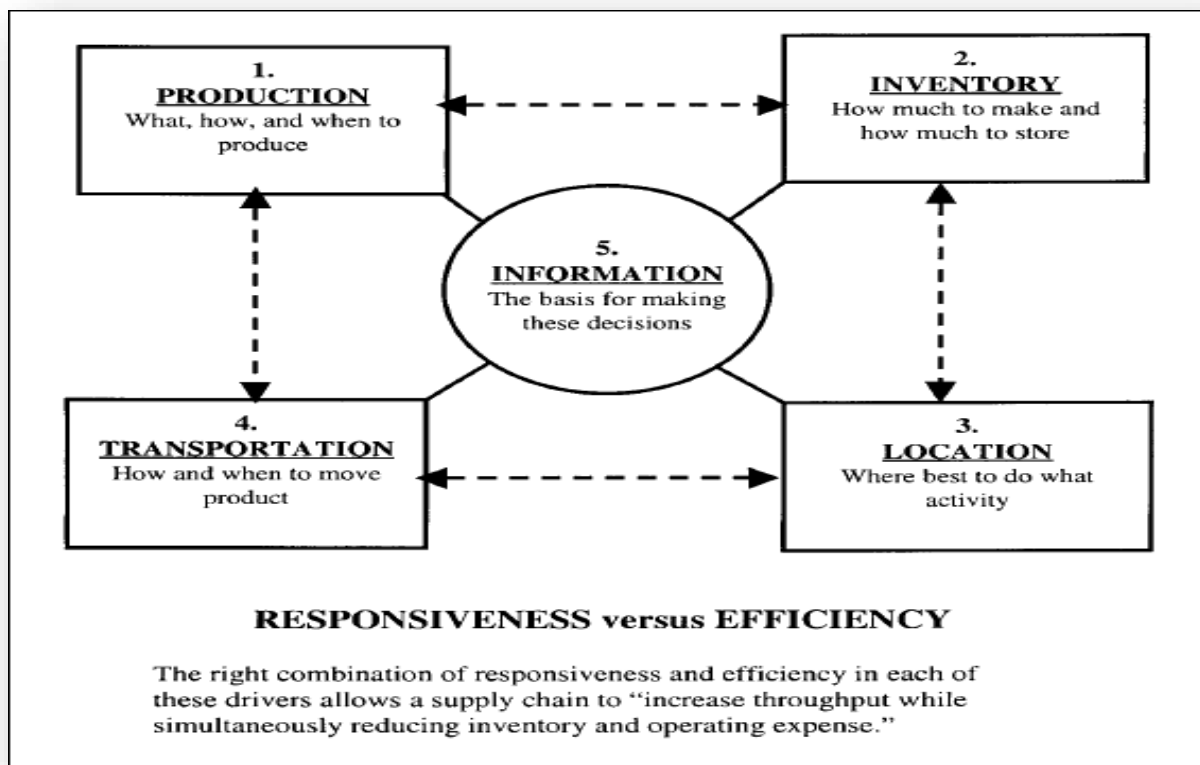 1.
PRODUCTION
What, how, and when to
produce
2.
INVENTORY
How much to make and
how much to store
5.
INFORMATION
The basis for making
these decisions
4.
TRANSPORTATION
How and when to move
product
3.
LOCATION
Where best to do what
activity
RESPONSIVENESS versus EFFICIENCY
The right combination of responsiveness and efficiency in each of
these drivers allows a supply chain to “increase throughput while
simultaneously reducing inventory and operating expense.”